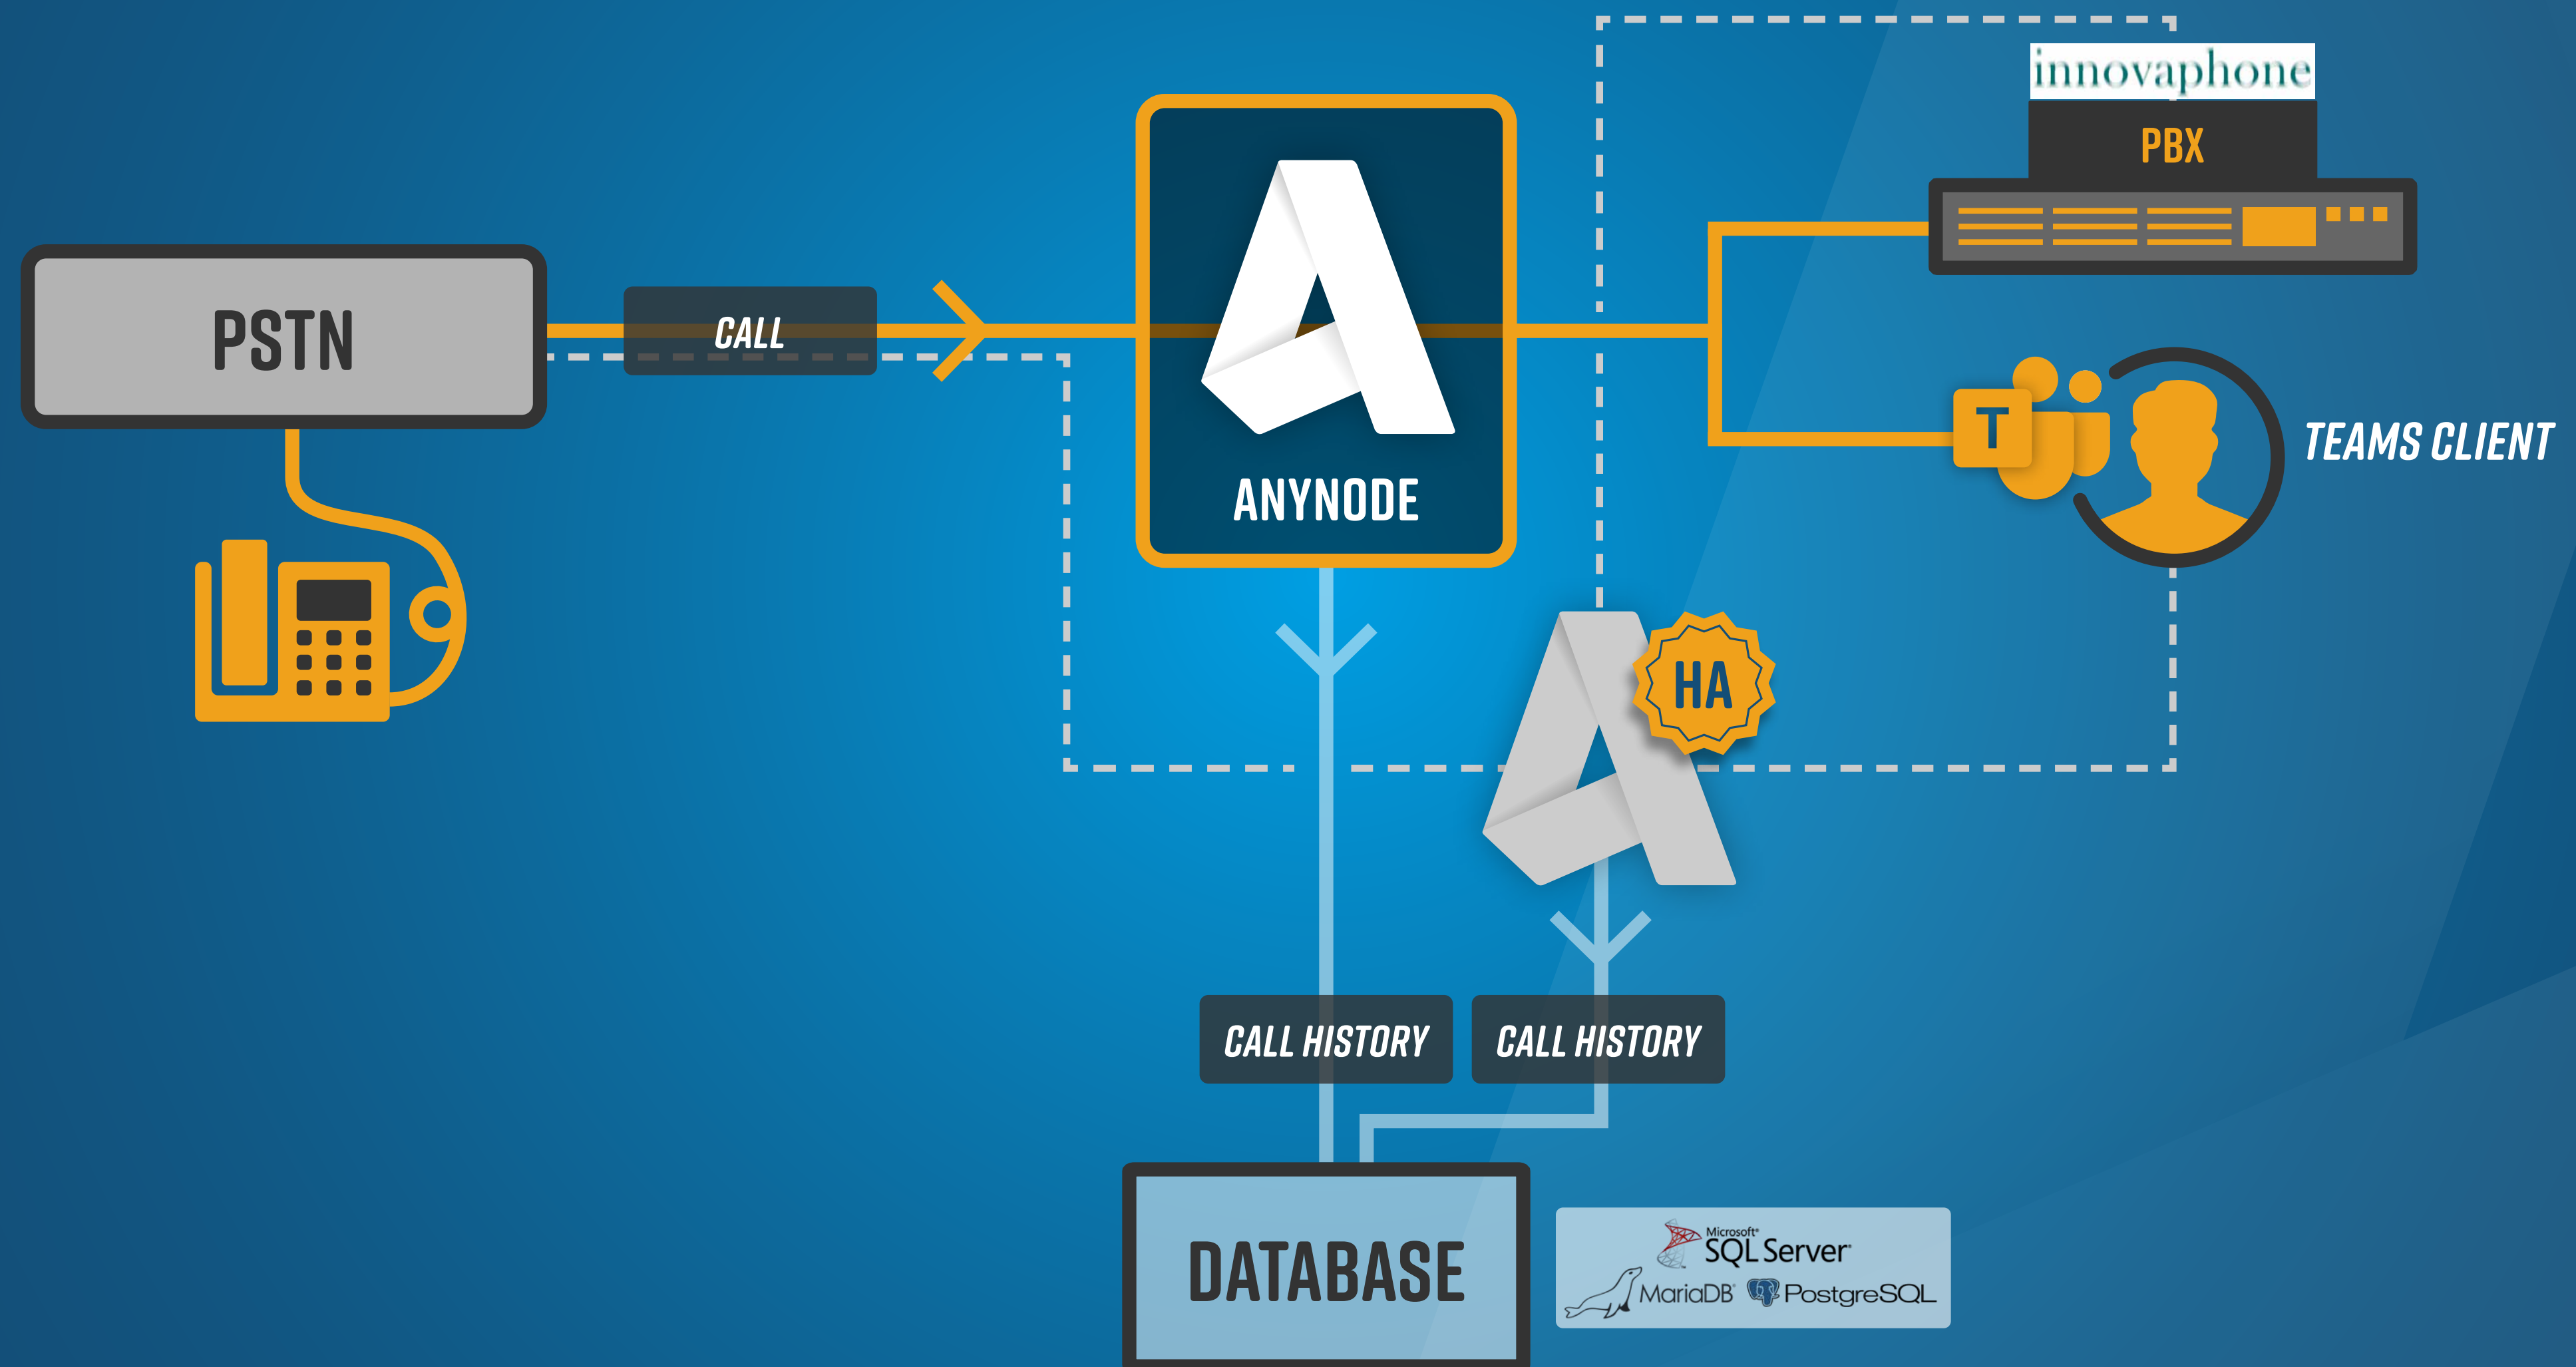 innovaphone
PBX
PSTN
CALL
T
TEAMS CLIENT
ANYNODE
HA
CALL HISTORY
CALL HISTORY
DATABASE
Microsoft®
SQL Server®
MariaDB®
PostgreSQL